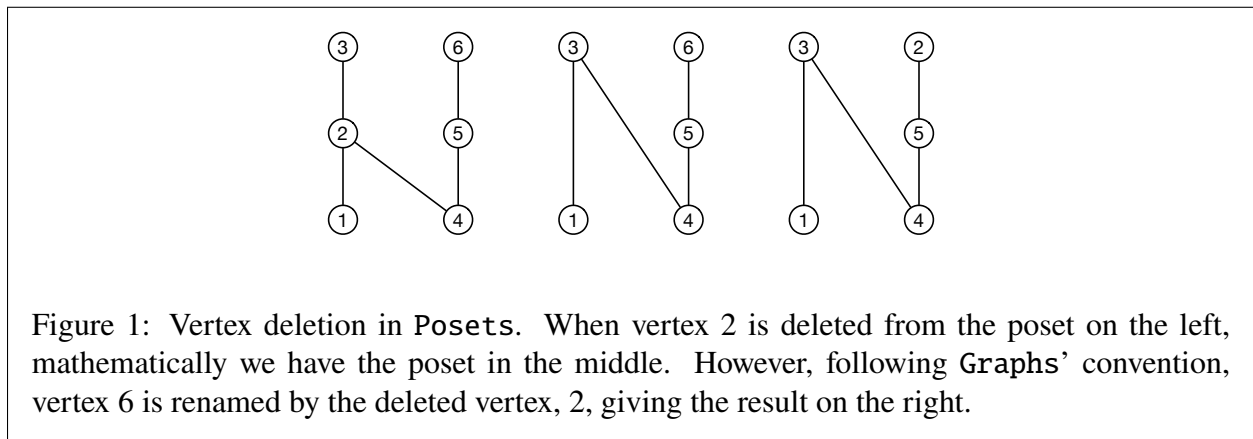 3 6 3 6 3 2
2 5 5 5
1 4 1 4 1 4
Figure 1: Vertex deletion in Posets. When vertex 2 is deleted from the poset on the left,
mathematically we have the poset in the middle. However, following Graphs’ convention,
vertex 6 is renamed by the deleted vertex, 2, giving the result on the right.